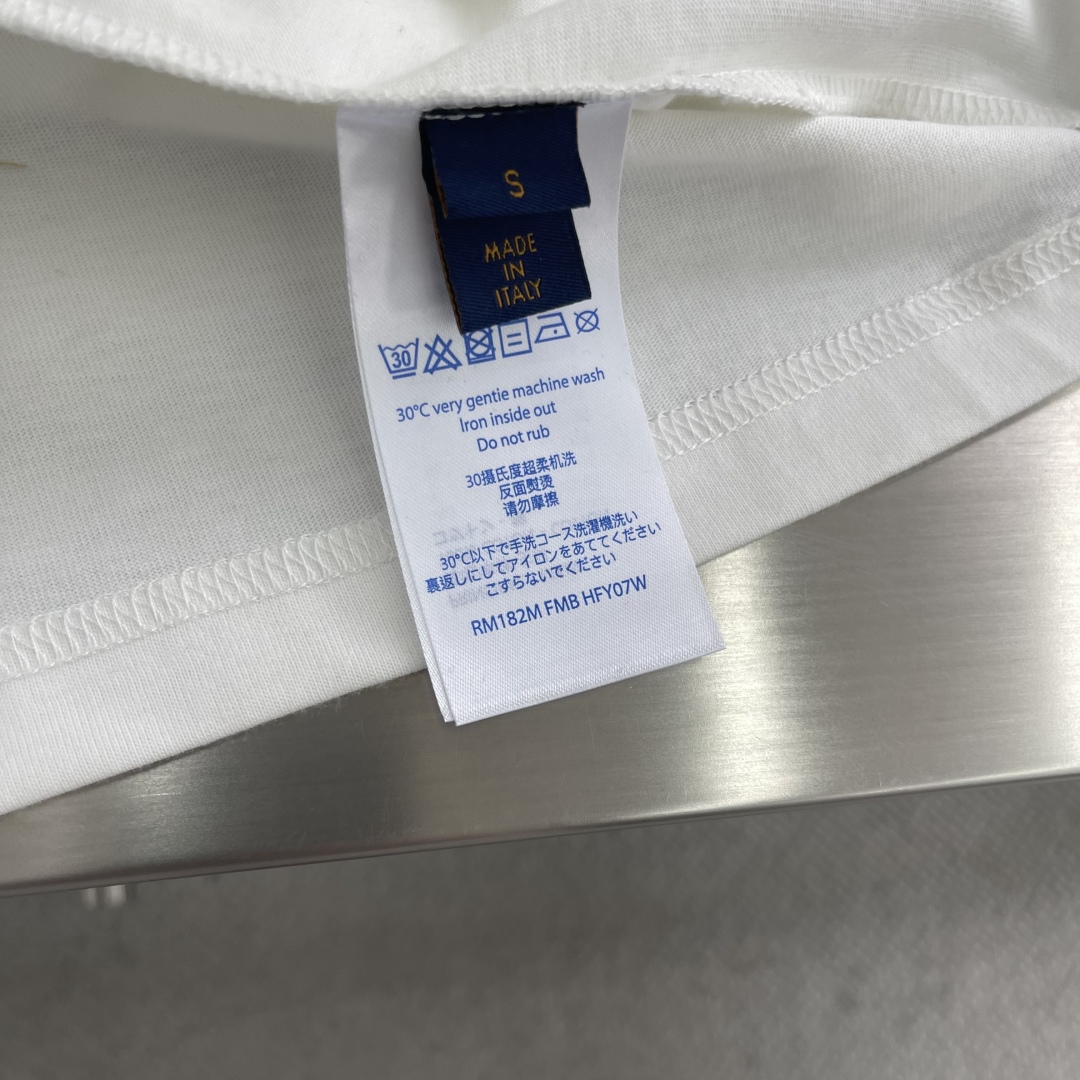 S
MADE
IN
ITALY
30
30°C very gentie machine wash
Iron inside out
Do not rub
30摄氏度超柔机洗
反面熨烫
请勿摩擦
30°C以下で手洗コース洗濯機洗い
裏返しにしてアイロンをあててください
こすらないでください
RM182M FMB HFY07W